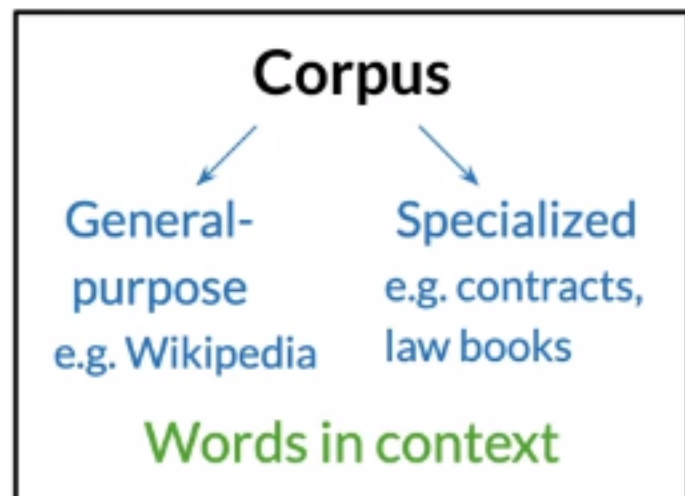 Corpus
General-
purpose
e.g. Wikipedia
Specialized
e.g. contracts,
law books
Words in context